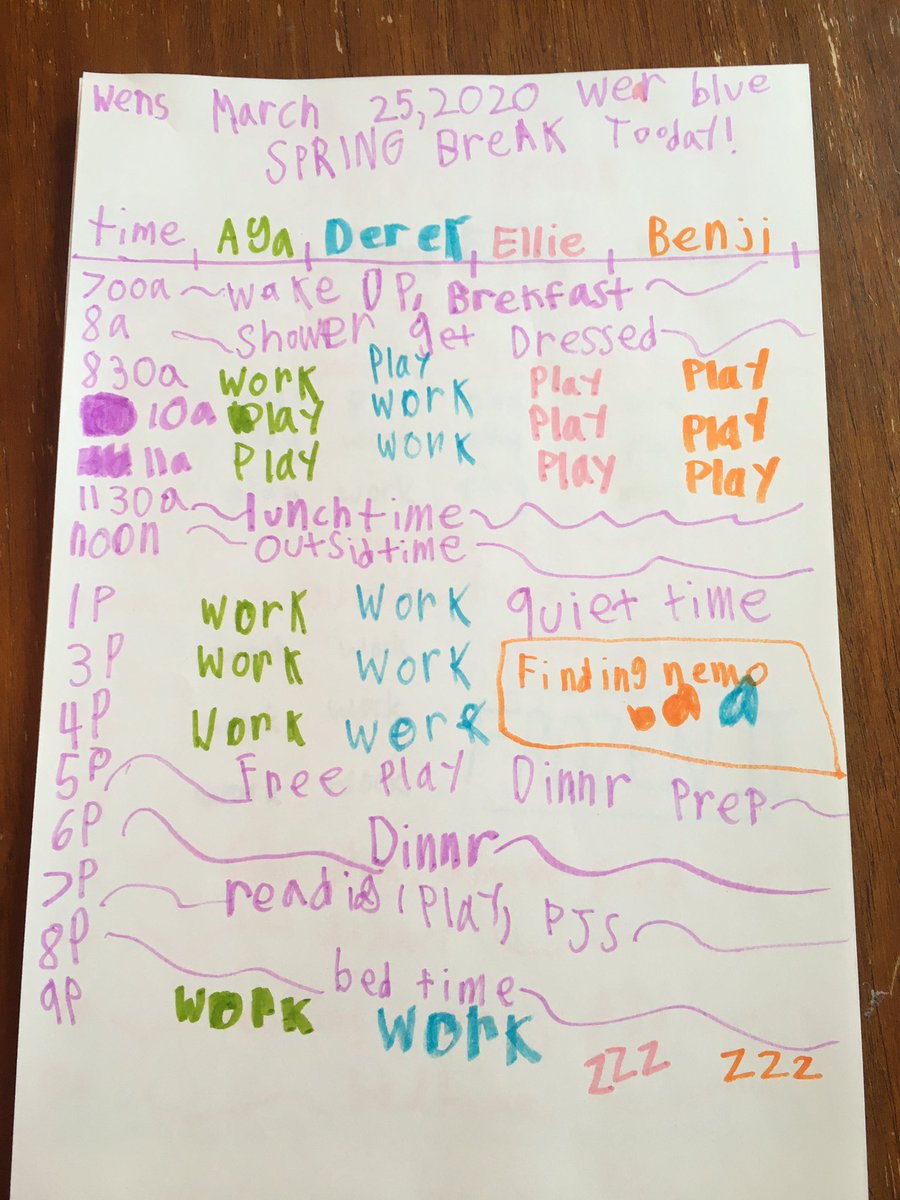 wens March 25,2020 wer blue
SPRING BreAK Tooday!
time Aya Derek Ellie Benji
700a wake UP, Brekfast
8a shower get Dressed
830a work Play Play Play
10a Play work Play Play
11a Play work Play Play
1130a lunchtime
noon outsidtime
1P work work quiet time
3P work work Finding nemo
4P work work
5P Free play Dinnr prep
6P Dinnr
7P readig / Play, PJS
8P bed time
9P work work zzz zzz